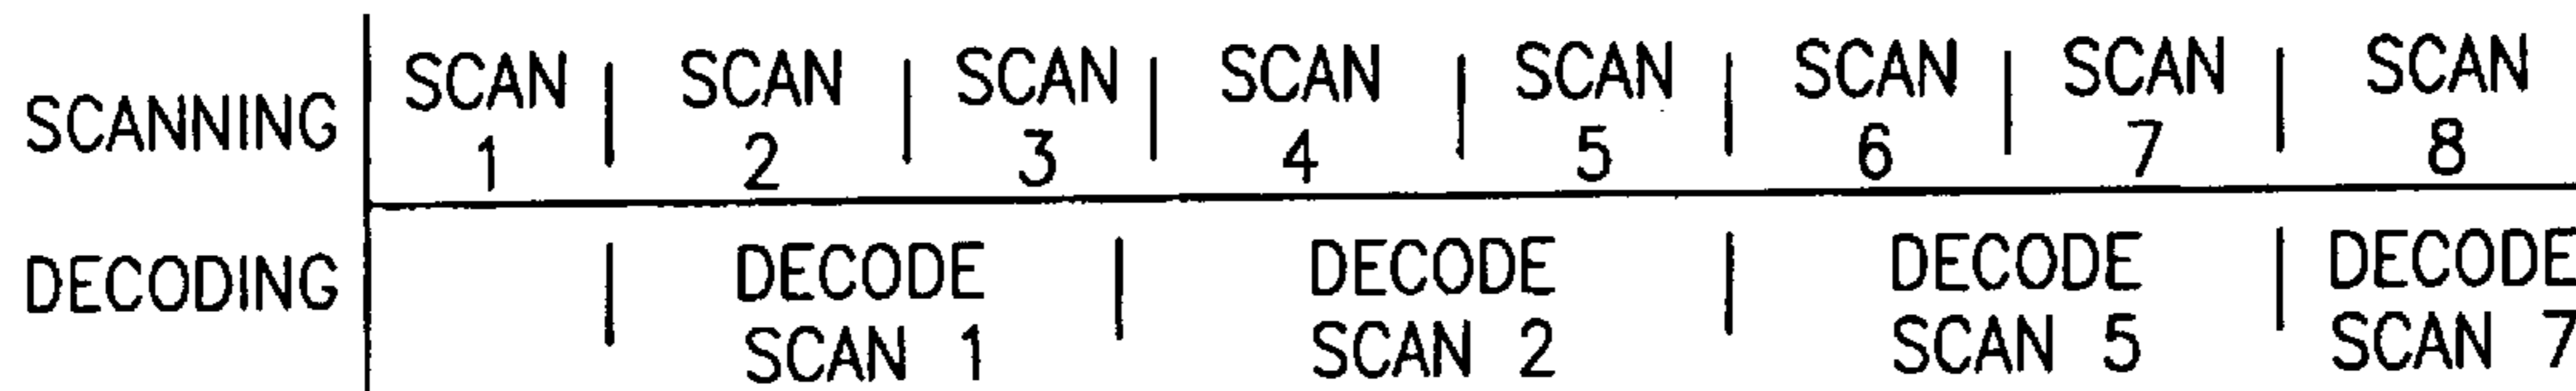 SCANNING SCAN 1 SCAN 2 SCAN 3 SCAN 4 SCAN 5 SCAN 6 SCAN 7 SCAN 8
DECODING DECODE SCAN 1 DECODE SCAN 2 DECODE SCAN 5 DECODE SCAN 7